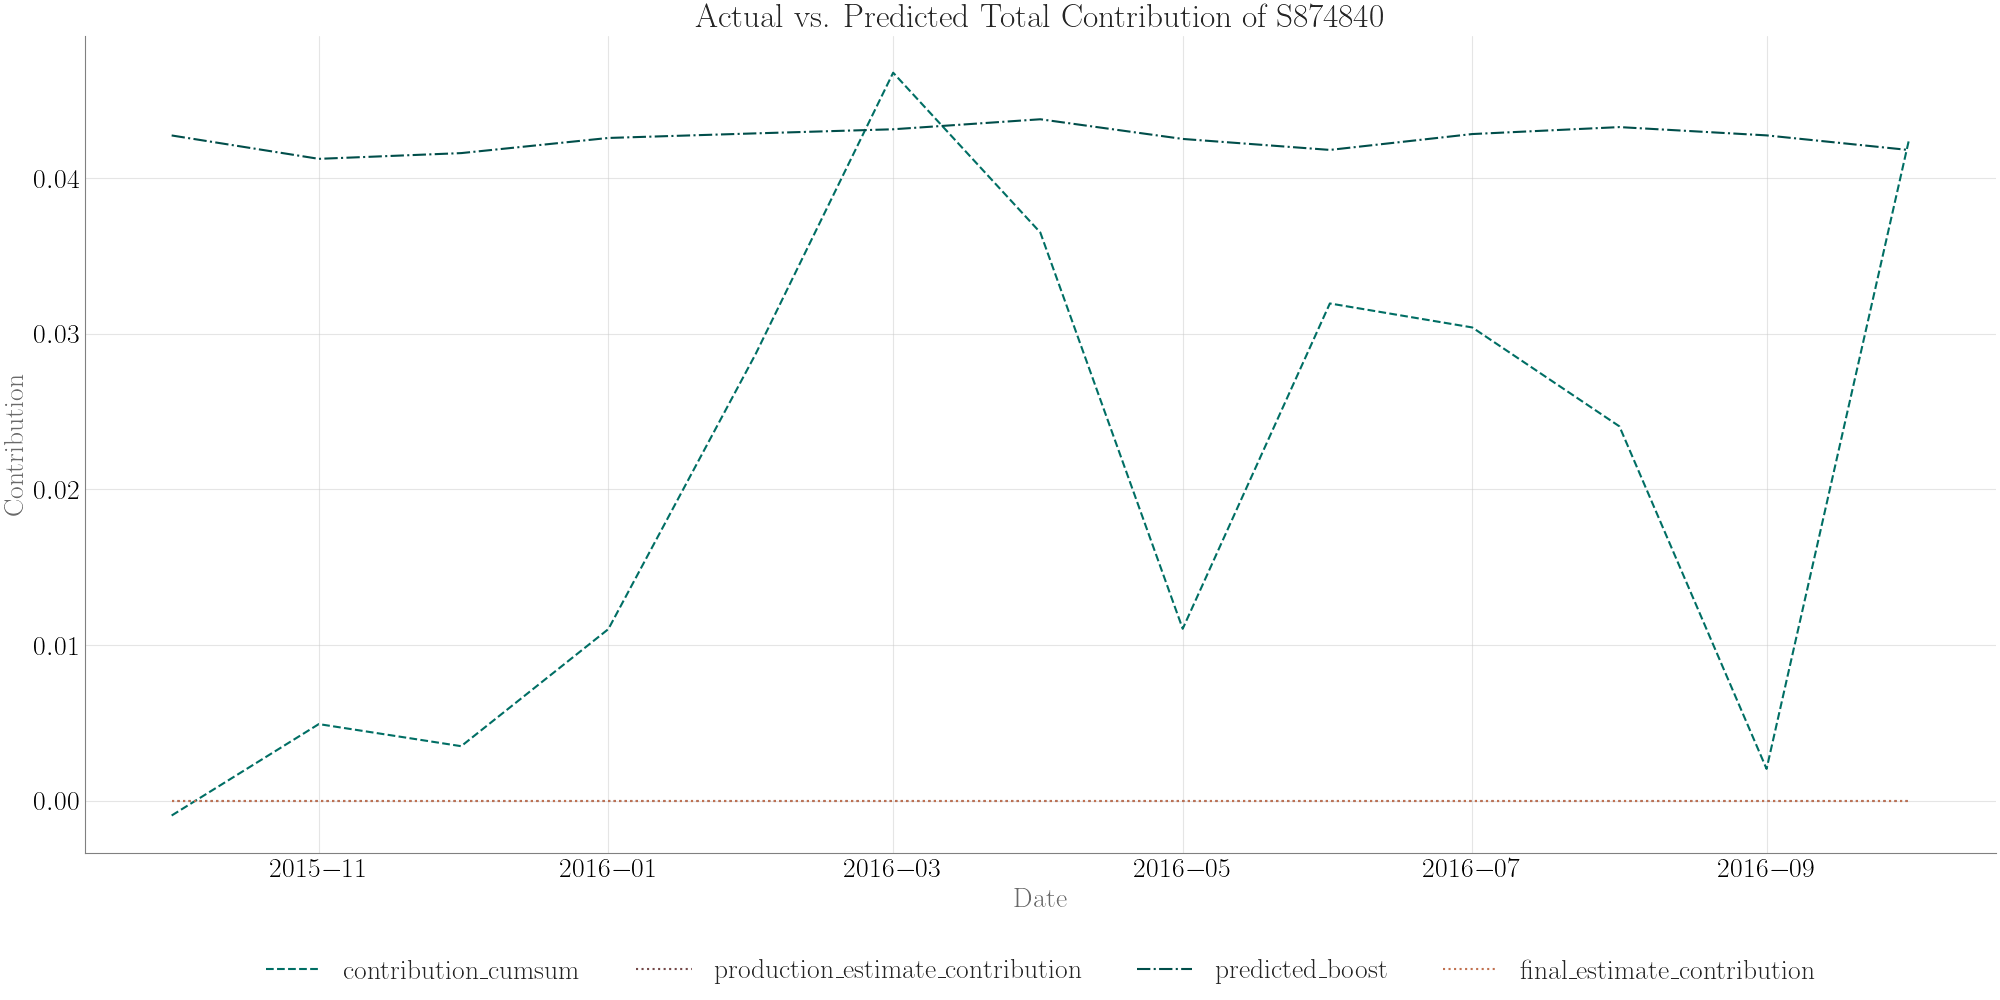 Actual vs. Predicted Total Contribution of S874840
Contribution
0.04
0.03
0.02
0.01
0.00
2015–11 2016–01 2016–03 2016–05 2016–07 2016–09
Date
contribution_cumsum production_estimate_contribution predicted_boost final_estimate_contribution